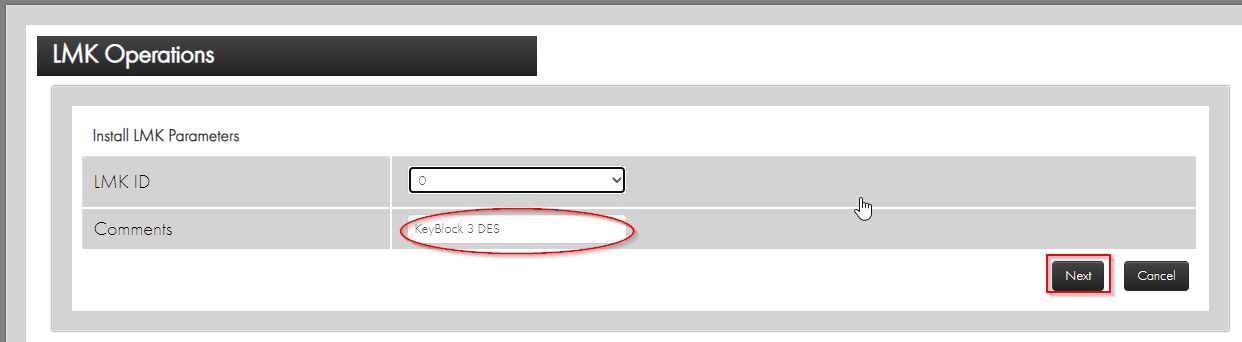 LMK Operations
Install LMK Parameters
LMK ID
0
Comments
KeyBlock 3 DES
Next
Cancel